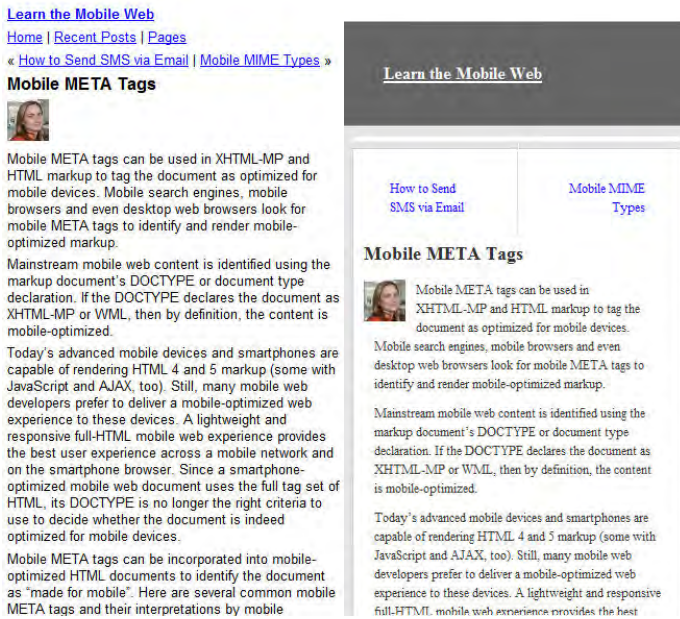 Learn the Mobile Web
Home | Recent Posts | Pages
« How to Send SMS via Email | Mobile MIME Types »
Mobile META Tags
Mobile META tags can be used in XHTML-MP and
HTML markup to tag the document as optimized for
mobile devices. Mobile search engines, mobile
browsers and even desktop web browsers look for
mobile META tags to identify and render mobile-
optimized markup.
Mainstream mobile web content is identified using the
markup document's DOCTYPE or document type
declaration. If the DOCTYPE declares the document as
XHTML-MP or WML, then by definition, the content is
mobile-optimized.
Today's advanced mobile devices and smartphones are
capable of rendering HTML 4 and 5 markup (some with
JavaScript and AJAX, too). Still, many mobile web
developers prefer to deliver a mobile-optimized web
experience to these devices. A lightweight and
responsive full-HTML mobile web experience provides
the best user experience across a mobile network and
on the smartphone browser. Since a smartphone-
optimized mobile web document uses the full tag set of
HTML, its DOCTYPE is no longer the right criteria to
use to decide whether the document is indeed
optimized for mobile devices.
Mobile META tags can be incorporated into mobile-
optimized HTML documents to identify the document
as “made for mobile”. Here are several common mobile
META tags and their interpretations by mobile
Learn the Mobile Web
How to Send
SMS via Email
Mobile MIME
Types
Mobile META Tags
Mobile META tags can be used in
XHTML-MP and HTML markup to tag the
document as optimized for mobile devices.
Mobile search engines, mobile browsers and even
desktop web browsers look for mobile META tags to
identify and render mobile-optimized markup.
Mainstream mobile web content is identified using the
markup document's DOCTYPE or document type
declaration. If the DOCTYPE declares the document as
XHTML-MP or WML, then by definition, the content
is mobile-optimized.
Today's advanced mobile devices and smartphones are
capable of rendering HTML 4 and 5 markup (some with
JavaScript and AJAX, too). Still, many mobile web
developers prefer to deliver a mobile-optimized web
experience to these devices. A lightweight and responsive
full-HTML mobile web experience provides the best